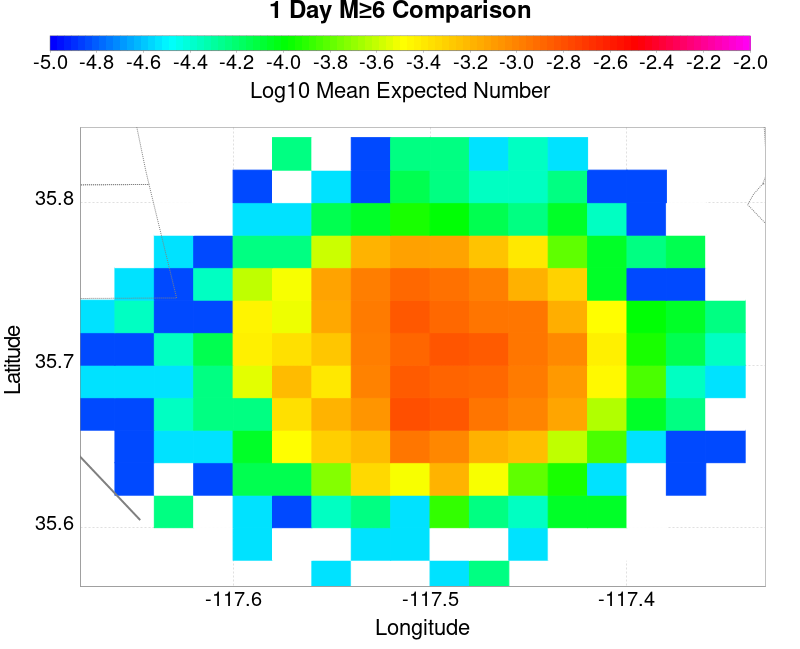 1 Day M≥6 Comparison
-5.0 -4.8 -4.6 -4.4 -4.2 -4.0 -3.8 -3.6 -3.4 -3.2 -3.0 -2.8 -2.6 -2.4 -2.2 -2.0
Log10 Mean Expected Number
35.8
35.7
35.6
Latitude
-117.6 -117.5 -117.4
Longitude